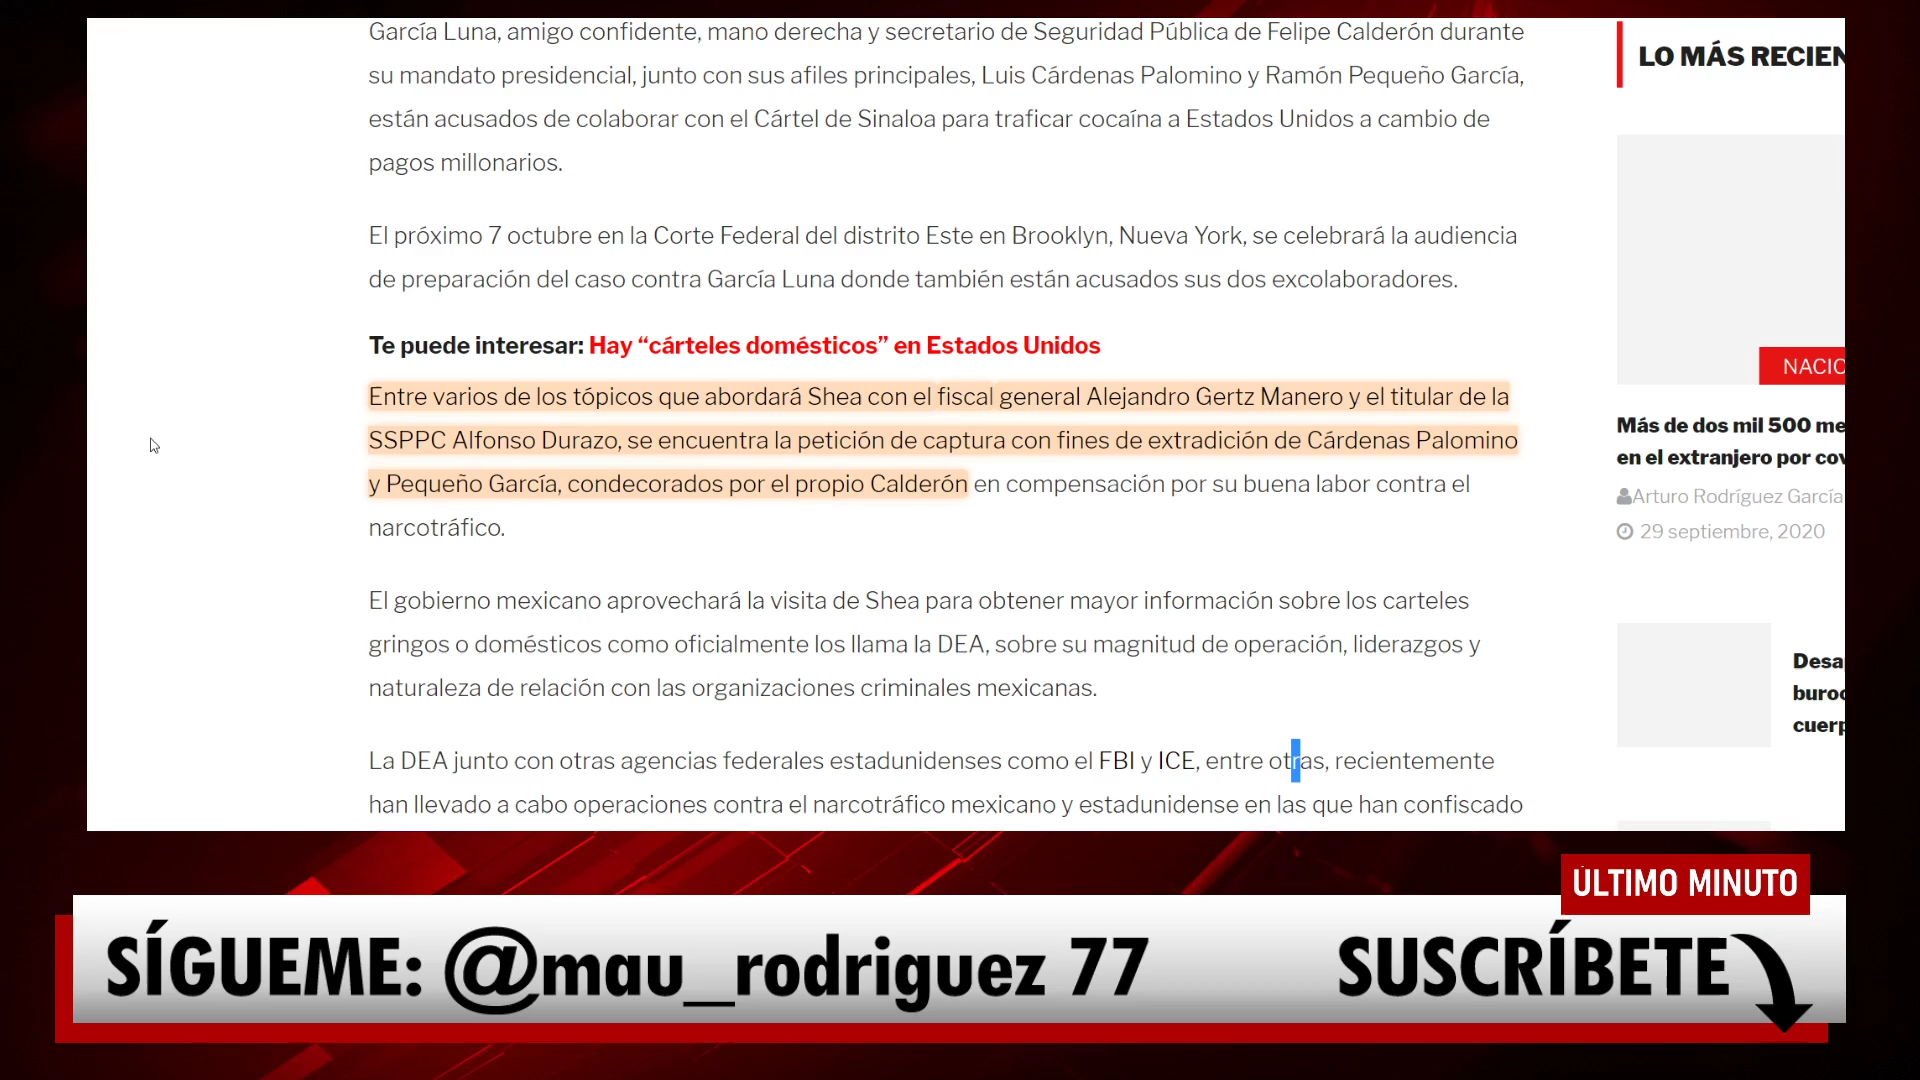 García Luna, amigo confidente, mano derecha y secretario de Seguridad Pública de Felipe Calderón durante
su mandato presidencial, junto con sus afiles principales, Luis Cárdenas Palomino y Ramón Pequeño García,
están acusados de colaborar con el Cártel de Sinaloa para traficar cocaína a Estados Unidos a cambio de
pagos millonarios.
El próximo 7 octubre en la Corte Federal del distrito Este en Brooklyn, Nueva York, se celebrará la audiencia
de preparación del caso contra García Luna donde también están acusados sus dos excolaboradores.
Te puede interesar: Hay “cárteles domésticos” en Estados Unidos
Entre varios de los tópicos que abordará Shea con el fiscal general Alejandro Gertz Manero y el titular de la
SSPPC Alfonso Durazo, se encuentra la petición de captura con fines de extradición de Cárdenas Palomino
y Pequeño García, condecorados por el propio Calderón en compensación por su buena labor contra el
narcotráfico.
El gobierno mexicano aprovechará la visita de Shea para obtener mayor información sobre los carteles
gringos o domésticos como oficialmente los llama la DEA, sobre su magnitud de operación, liderazgos y
naturaleza de relación con las organizaciones criminales mexicanas.
La DEA junto con otras agencias federales estadunidenses como el FBI y ICE, entre otras, recientemente
han llevado a cabo operaciones contra el narcotráfico mexicano y estadunidense en las que han confiscado
LO MÁS RECIEN
NACIO
Más de dos mil 500 me
en el extranjero por cov
Arturo Rodríguez García
29 septiembre, 2020
Desa
buroc
cuerp
ÚLTIMO MINUTO
SÍGUEME: @mau_rodriguez 77
SUSCRÍBETE